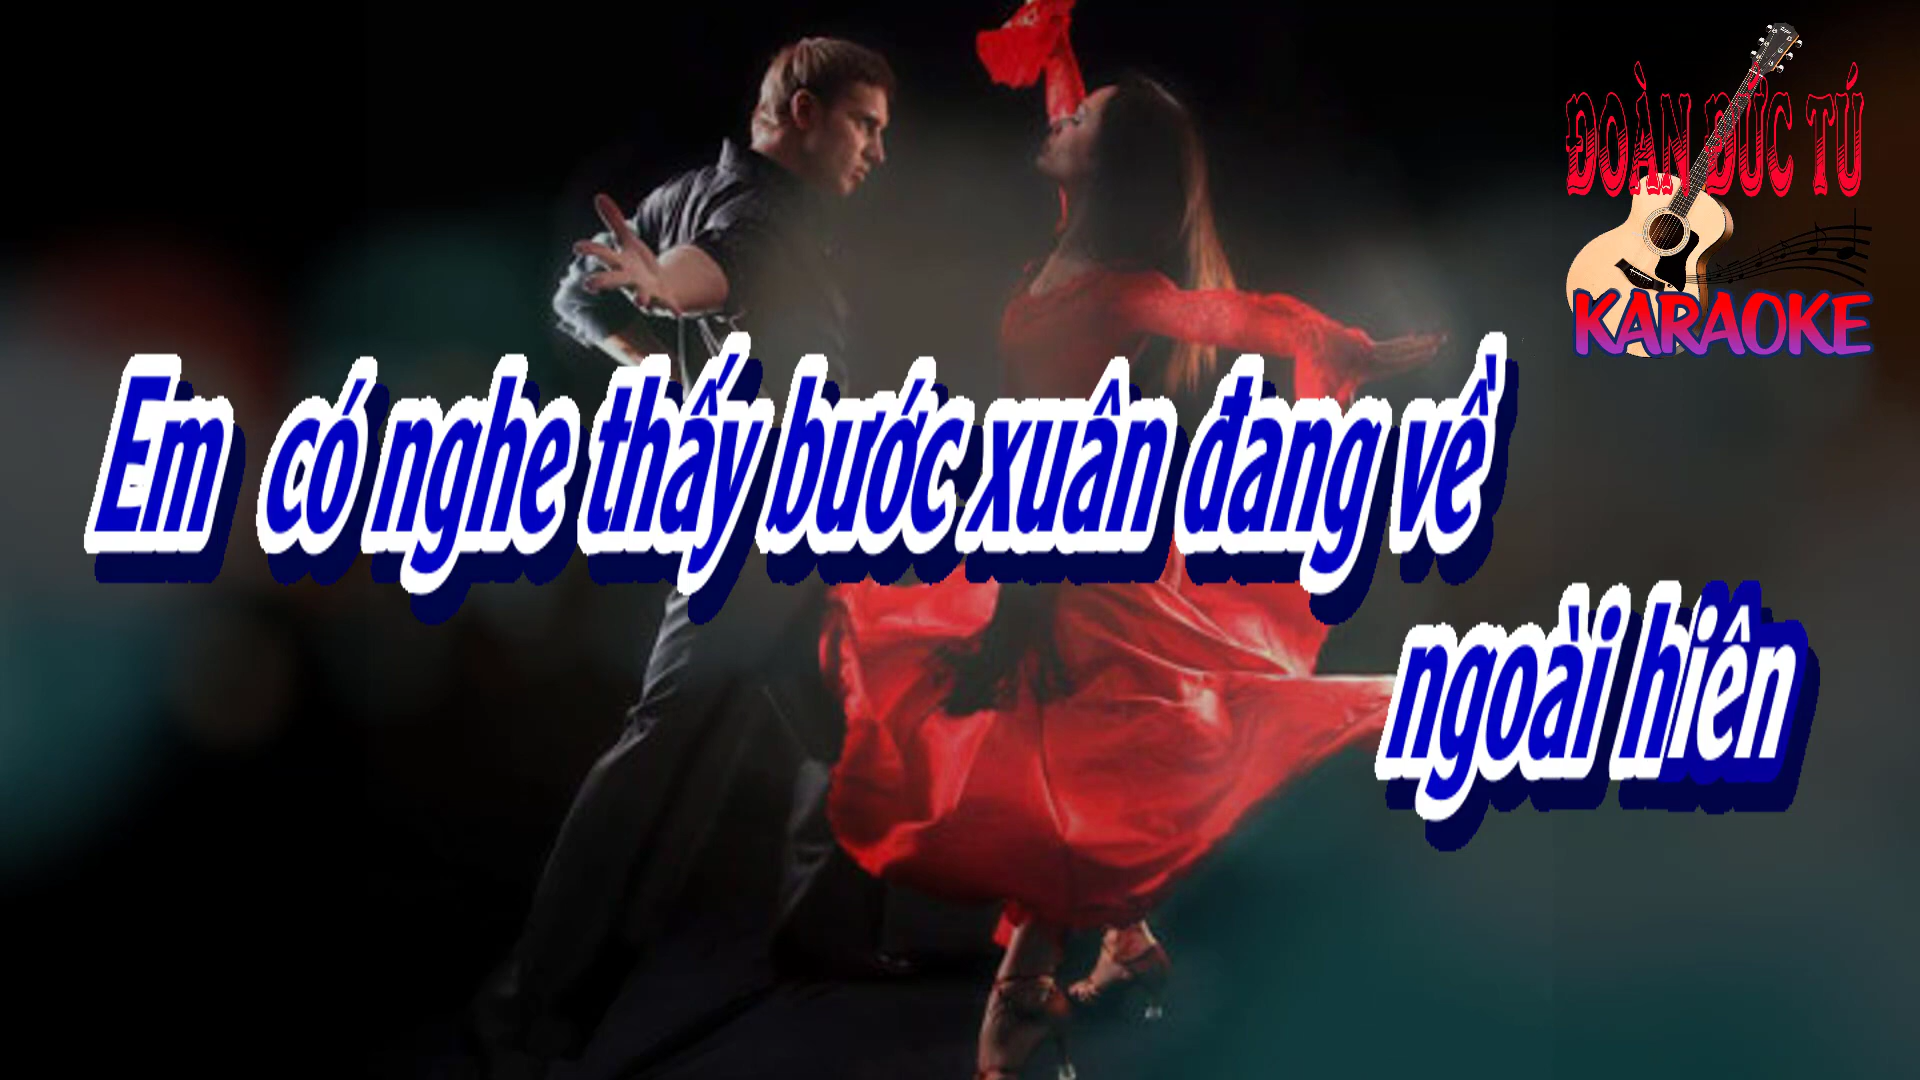 ĐOÀN ĐỨC TÚ
KARAOKE
Em có nghe thấy bước xuân đang về
ngoài hiên